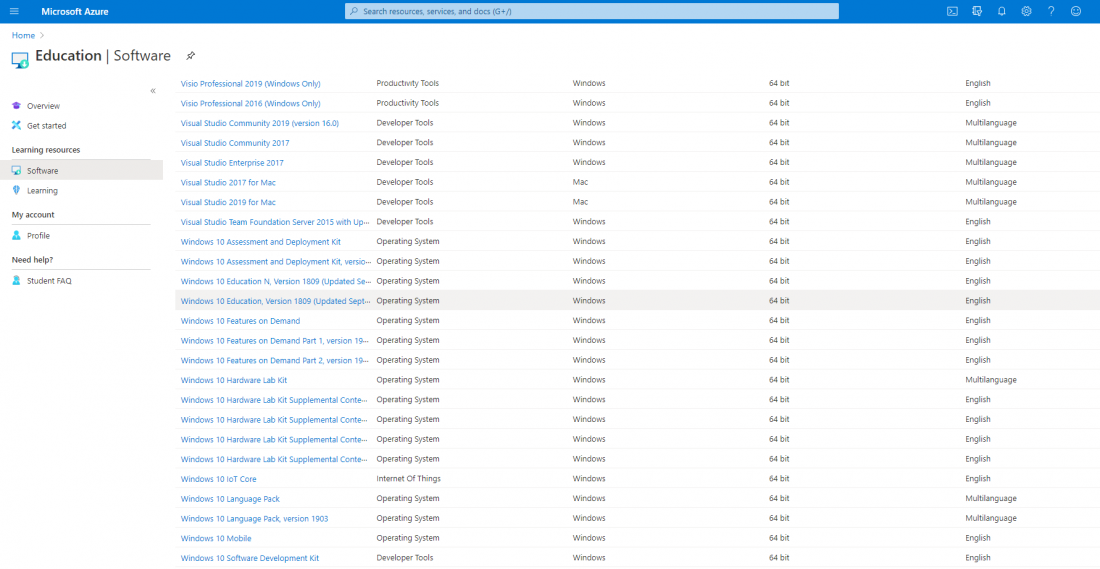 Microsoft Azure
Search resources, services, and docs (G+/)
Home
Education | Software
Overview
Get started
Learning resources
Software
Learning
My account
Profile
Need help?
Student FAQ
Visio Professional 2019 (Windows Only) Productivity Tools Windows 64 bit English
Visio Professional 2016 (Windows Only) Productivity Tools Windows 64 bit English
Visual Studio Community 2019 (version 16.0) Developer Tools Windows 64 bit Multilanguage
Visual Studio Community 2017 Developer Tools Windows 64 bit Multilanguage
Visual Studio Enterprise 2017 Developer Tools Windows 64 bit Multilanguage
Visual Studio 2017 for Mac Developer Tools Mac 64 bit Multilanguage
Visual Studio 2019 for Mac Developer Tools Mac 64 bit Multilanguage
Visual Studio Team Foundation Server 2015 with Up... Developer Tools Windows 64 bit English
Windows 10 Assessment and Deployment Kit Operating System Windows 64 bit English
Windows 10 Assessment and Deployment Kit, versio... Operating System Windows 64 bit English
Windows 10 Education N, Version 1809 (Updated Se... Operating System Windows 64 bit English
Windows 10 Education, Version 1809 (Updated Sept... Operating System Windows 64 bit English
Windows 10 Features on Demand Operating System Windows 64 bit English
Windows 10 Features on Demand Part 1, version 19... Operating System Windows 64 bit English
Windows 10 Features on Demand Part 2, version 19... Operating System Windows 64 bit English
Windows 10 Hardware Lab Kit Operating System Windows 64 bit Multilanguage
Windows 10 Hardware Lab Kit Supplemental Conte... Operating System Windows 64 bit English
Windows 10 Hardware Lab Kit Supplemental Conte... Operating System Windows 64 bit English
Windows 10 Hardware Lab Kit Supplemental Conte... Operating System Windows 64 bit English
Windows 10 Hardware Lab Kit Supplemental Conte... Operating System Windows 64 bit English
Windows 10 IoT Core Internet Of Things Windows 64 bit English
Windows 10 Language Pack Operating System Windows 64 bit Multilanguage
Windows 10 Language Pack, version 1903 Operating System Windows 64 bit Multilanguage
Windows 10 Mobile Operating System Windows 64 bit English
Windows 10 Software Development Kit Developer Tools Windows 64 bit English